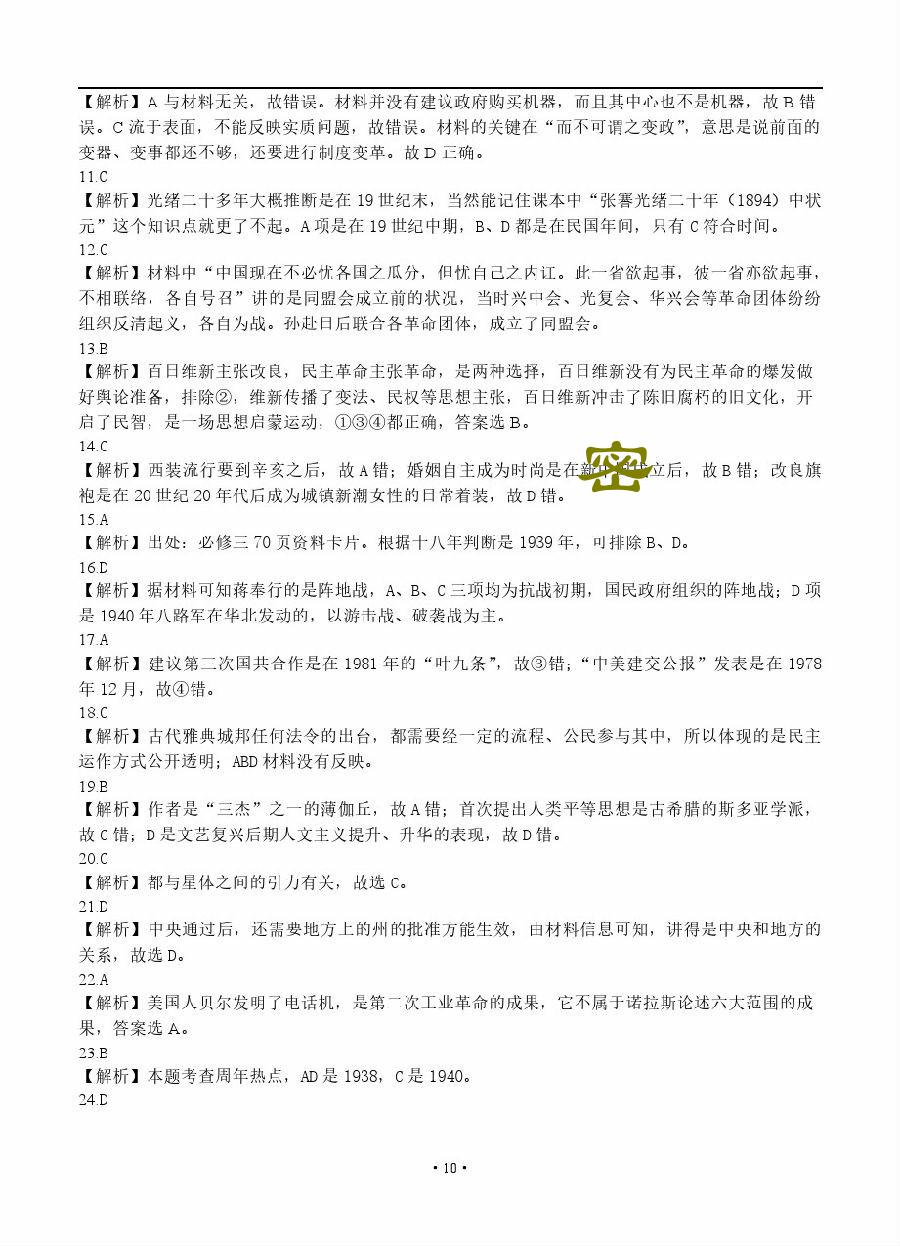 【解析】A 与材料无关，故错误。材料并没有建议政府购买机器，而且其中心也不是机器，故 B 错
误。C 流于表面，不能反映实质问题，故错误。材料的关键在“而不可谓之变政”，意思是说前面的
变器、变事都还不够，还要进行制度变革。故 D 正确。
11.C
【解析】光绪二十多年大概推断是在 19 世纪末，当然能记住课本中“张謇光绪二十年（1894）中状
元”这个知识点就更了不起。A 项是在 19 世纪中期，B、D 都是在民国年间，只有 C 符合时间。
12.C
【解析】材料中“中国现在不必忧各国之瓜分，但忧自己之内讧。此一省欲起事，彼一省亦欲起事，
不相联络，各自号召”讲的是同盟会成立前的状况，当时兴中会、光复会、华兴会等革命团体纷纷
组织反清起义，各自为战。孙赴日后联合各革命团体，成立了同盟会。
13.B
【解析】百日维新主张改良，民主革命主张革命，是两种选择，百日维新没有为民主革命的爆发做
好舆论准备，排除②；维新传播了变法、民权等思想主张，百日维新冲击了陈旧腐朽的旧文化，开
启了民智，是一场思想启蒙运动，①③④都正确，答案选 B。
14.C
【解析】西装流行要到辛亥之后，故 A 错；婚姻自主成为时尚是在新 立后，故 B 错；改良旗
袍是在 20 世纪 20 年代后成为城镇新潮女性的日常着装，故 D 错。
15.A
【解析】出处：必修三 70 页资料卡片。根据十八年判断是 1939 年，可排除 B、D。
16.D
【解析】据材料可知蒋奉行的是阵地战，A、B、C 三项均为抗战初期，国民政府组织的阵地战；D 项
是 1940 年八路军在华北发动的，以游击战、破袭战为主。
17.A
【解析】建议第三次国共合作是在 1981 年的“叶九条”，故③错；“中美建交公报”发表是在 1978
年 12 月，故④错。
18.C
【解析】古代雅典城邦任何法令的出台，都需要经一定的流程、公民参与其中，所以体现的是民主
运作方式公开透明；ABD 材料没有反映。
19.B
【解析】作者是“三杰”之一的薄伽丘，故 A 错；首次提出人类平等思想是古希腊的斯多亚学派，
故 C 错；D 是文艺复兴后期人文主义提升、升华的表现，故 D 错。
20.C
【解析】都与星体之间的引力有关，故选 C。
21.D
【解析】中央通过后，还需要地方上的州的批准方能生效，由材料信息可知，讲得是中央和地方的
关系，故选 D。
22.A
【解析】美国人贝尔发明了电话机，是第二次工业革命的成果，它不属于诺拉斯论述六大范围的成
果，答案选 A。
23.B
【解析】本题考查周年热点，AD 是 1938，C 是 1940。
24.D
·10·